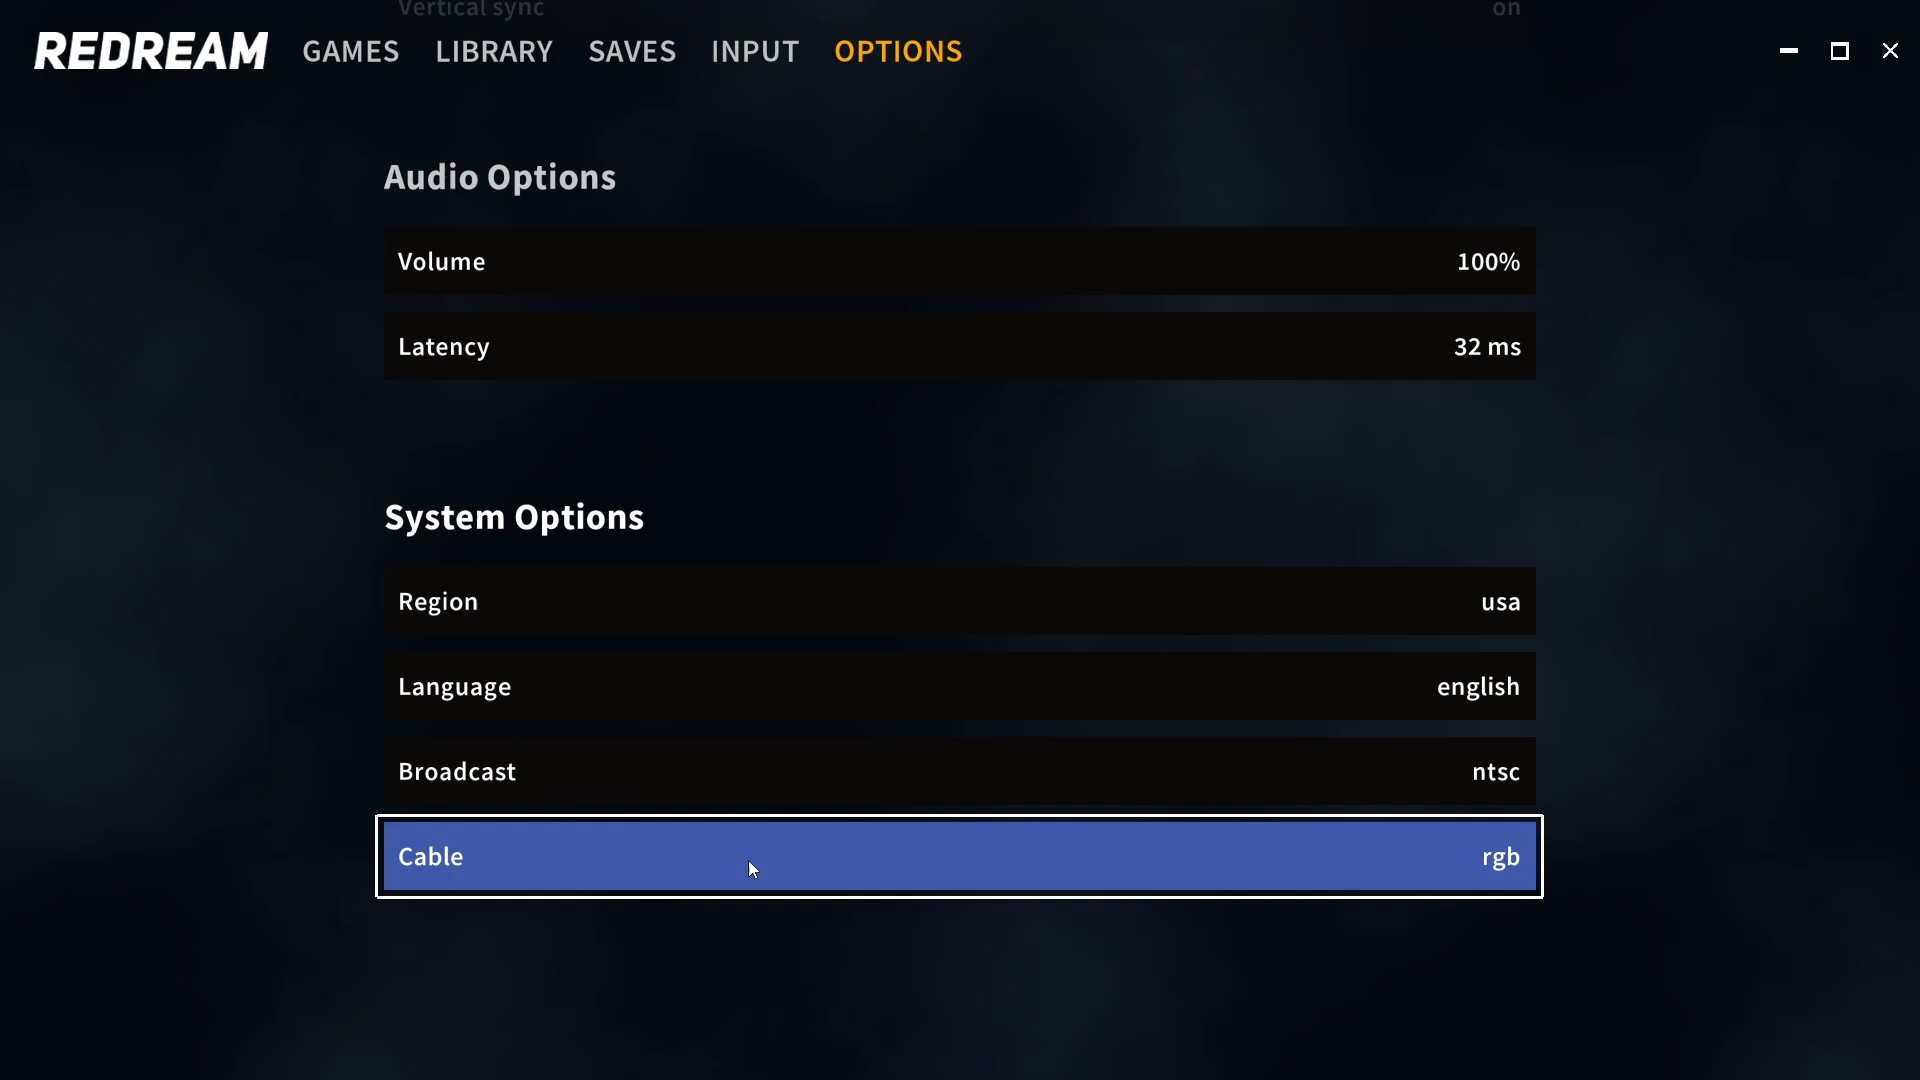 Vertical sync on
REDREAM GAMES LIBRARY SAVES INPUT OPTIONS
Audio Options
Volume 100%
Latency 32 ms
System Options
Region usa
Language english
Broadcast ntsc
Cable rgb